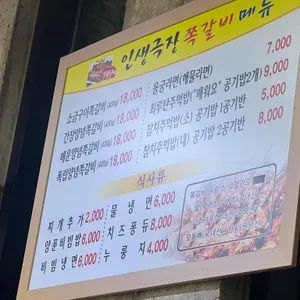 인생극장 쪽갈비 메뉴
소금구이쪽갈비 (400g) 18,000
간장양념쪽갈비 (400g) 18,000
매운양념쪽갈비 (400g) 18,000
폭립양념쪽갈비 (400g) 18,000
용궁라면(해물라면) 7,000
화루탄주먹밥("매워요" 공기밥2개) 9,000
참치주먹밥(소) 공기밥 1공기 5,000
참치주먹밥(대) 공기밥 2공기 8,000
식사류
찌개추가 2,000
양푼비빔밥 6,000
비빔냉면 6,000
물냉면 6,000
치즈퐁듀 8,000
누룽지 4,000